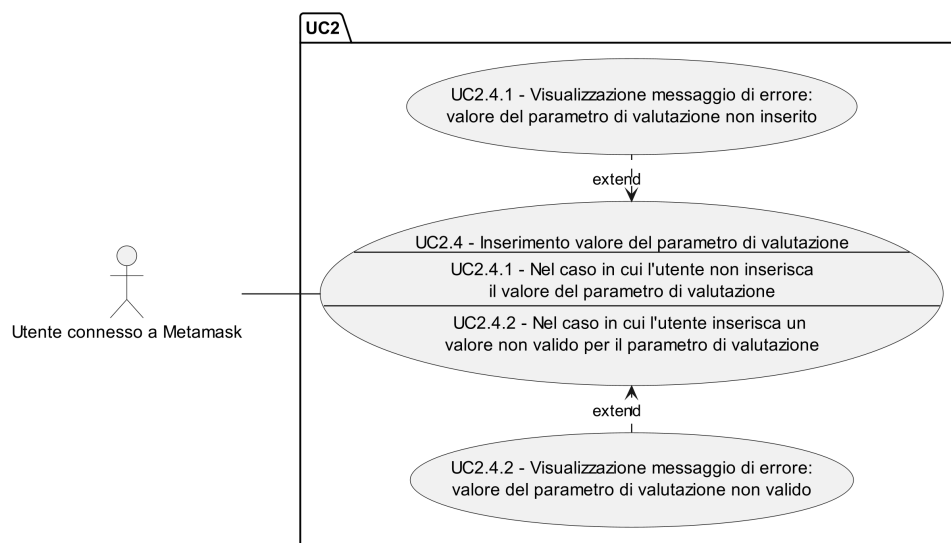 UC2
UC2.4.1 - Visualizzazione messaggio di errore:
valore del parametro di valutazione non inserito
extend
UC2.4 - Inserimento valore del parametro di valutazione
UC2.4.1 - Nel caso in cui l'utente non inserisca
il valore del parametro di valutazione
UC2.4.2 - Nel caso in cui l'utente inserisca un
valore non valido per il parametro di valutazione
Utente connesso a Metamask
extend
UC2.4.2 - Visualizzazione messaggio di errore:
valore del parametro di valutazione non valido